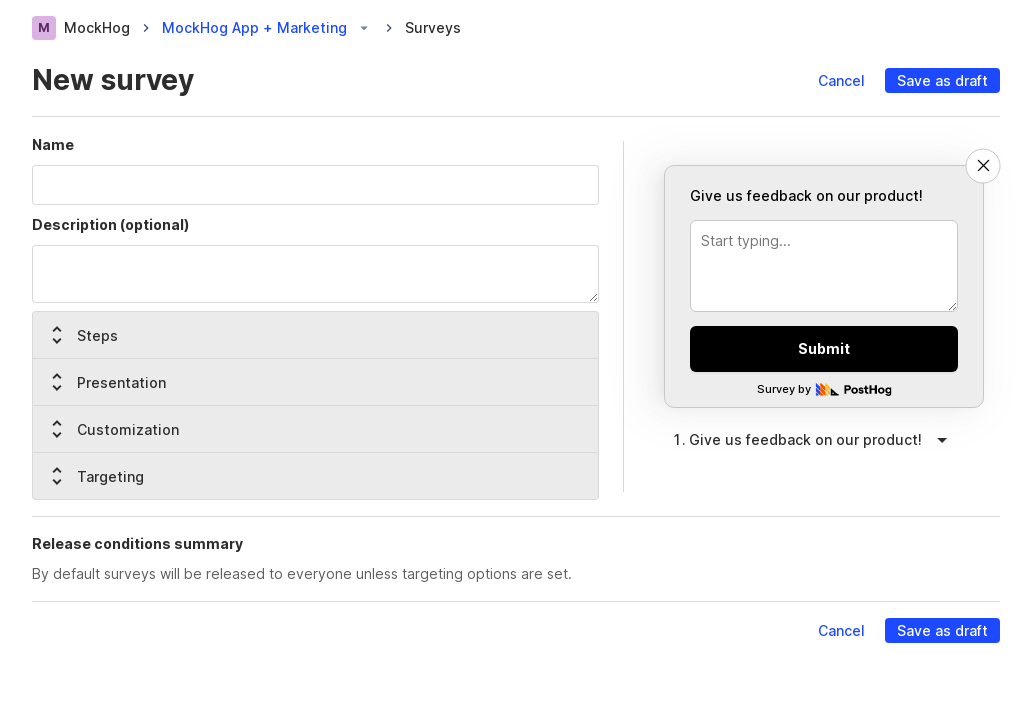 M MockHog MockHog App + Marketing Surveys
New survey
Cancel Save as draft
Name
Description (optional)
Steps
Presentation
Customization
Targeting
Give us feedback on our product!
Start typing...
Submit
Survey by PostHog
1. Give us feedback on our product!
Release conditions summary
By default surveys will be released to everyone unless targeting options are set.
Cancel Save as draft